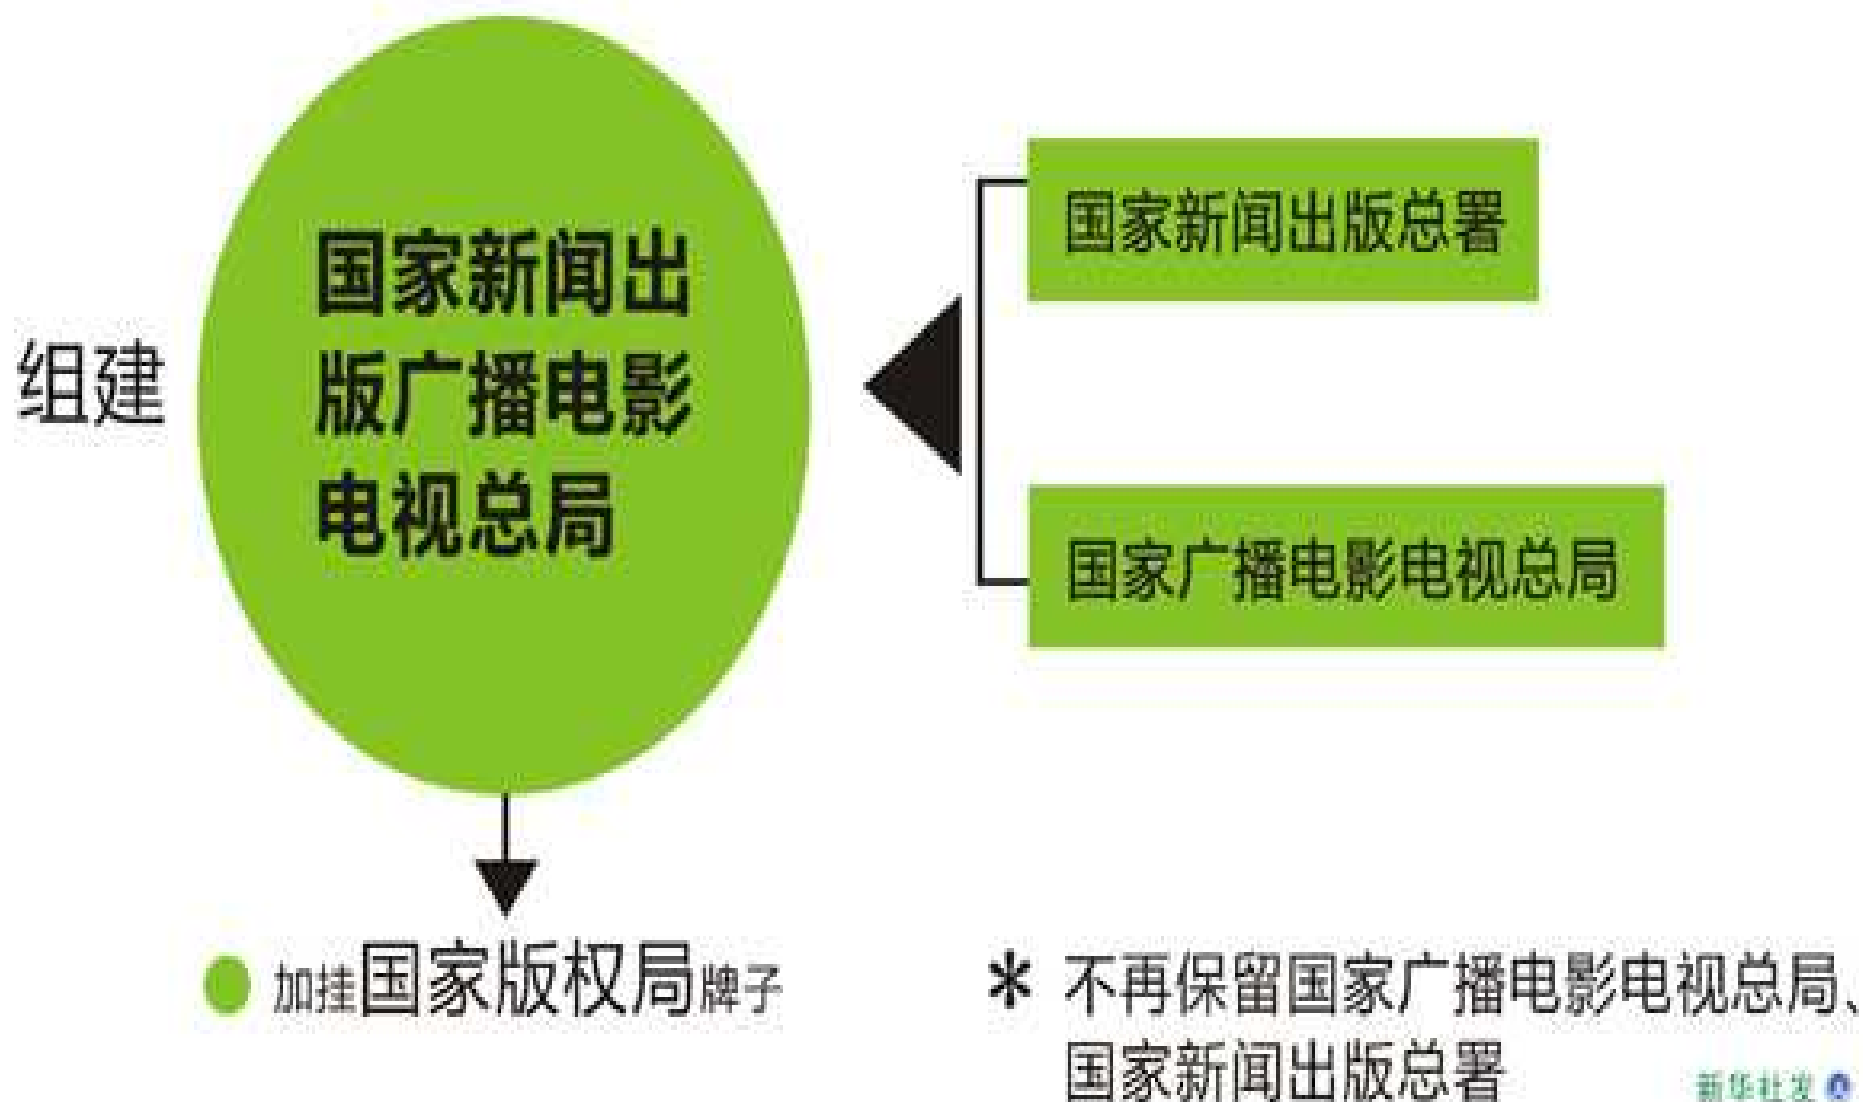 组建
国家新闻出
版广播电影
电视总局
国家新闻出版总署
国家广播电影电视总局
加挂国家版权局牌子
* 不再保留国家广播电影电视总局、
国家新闻出版总署
新华社发